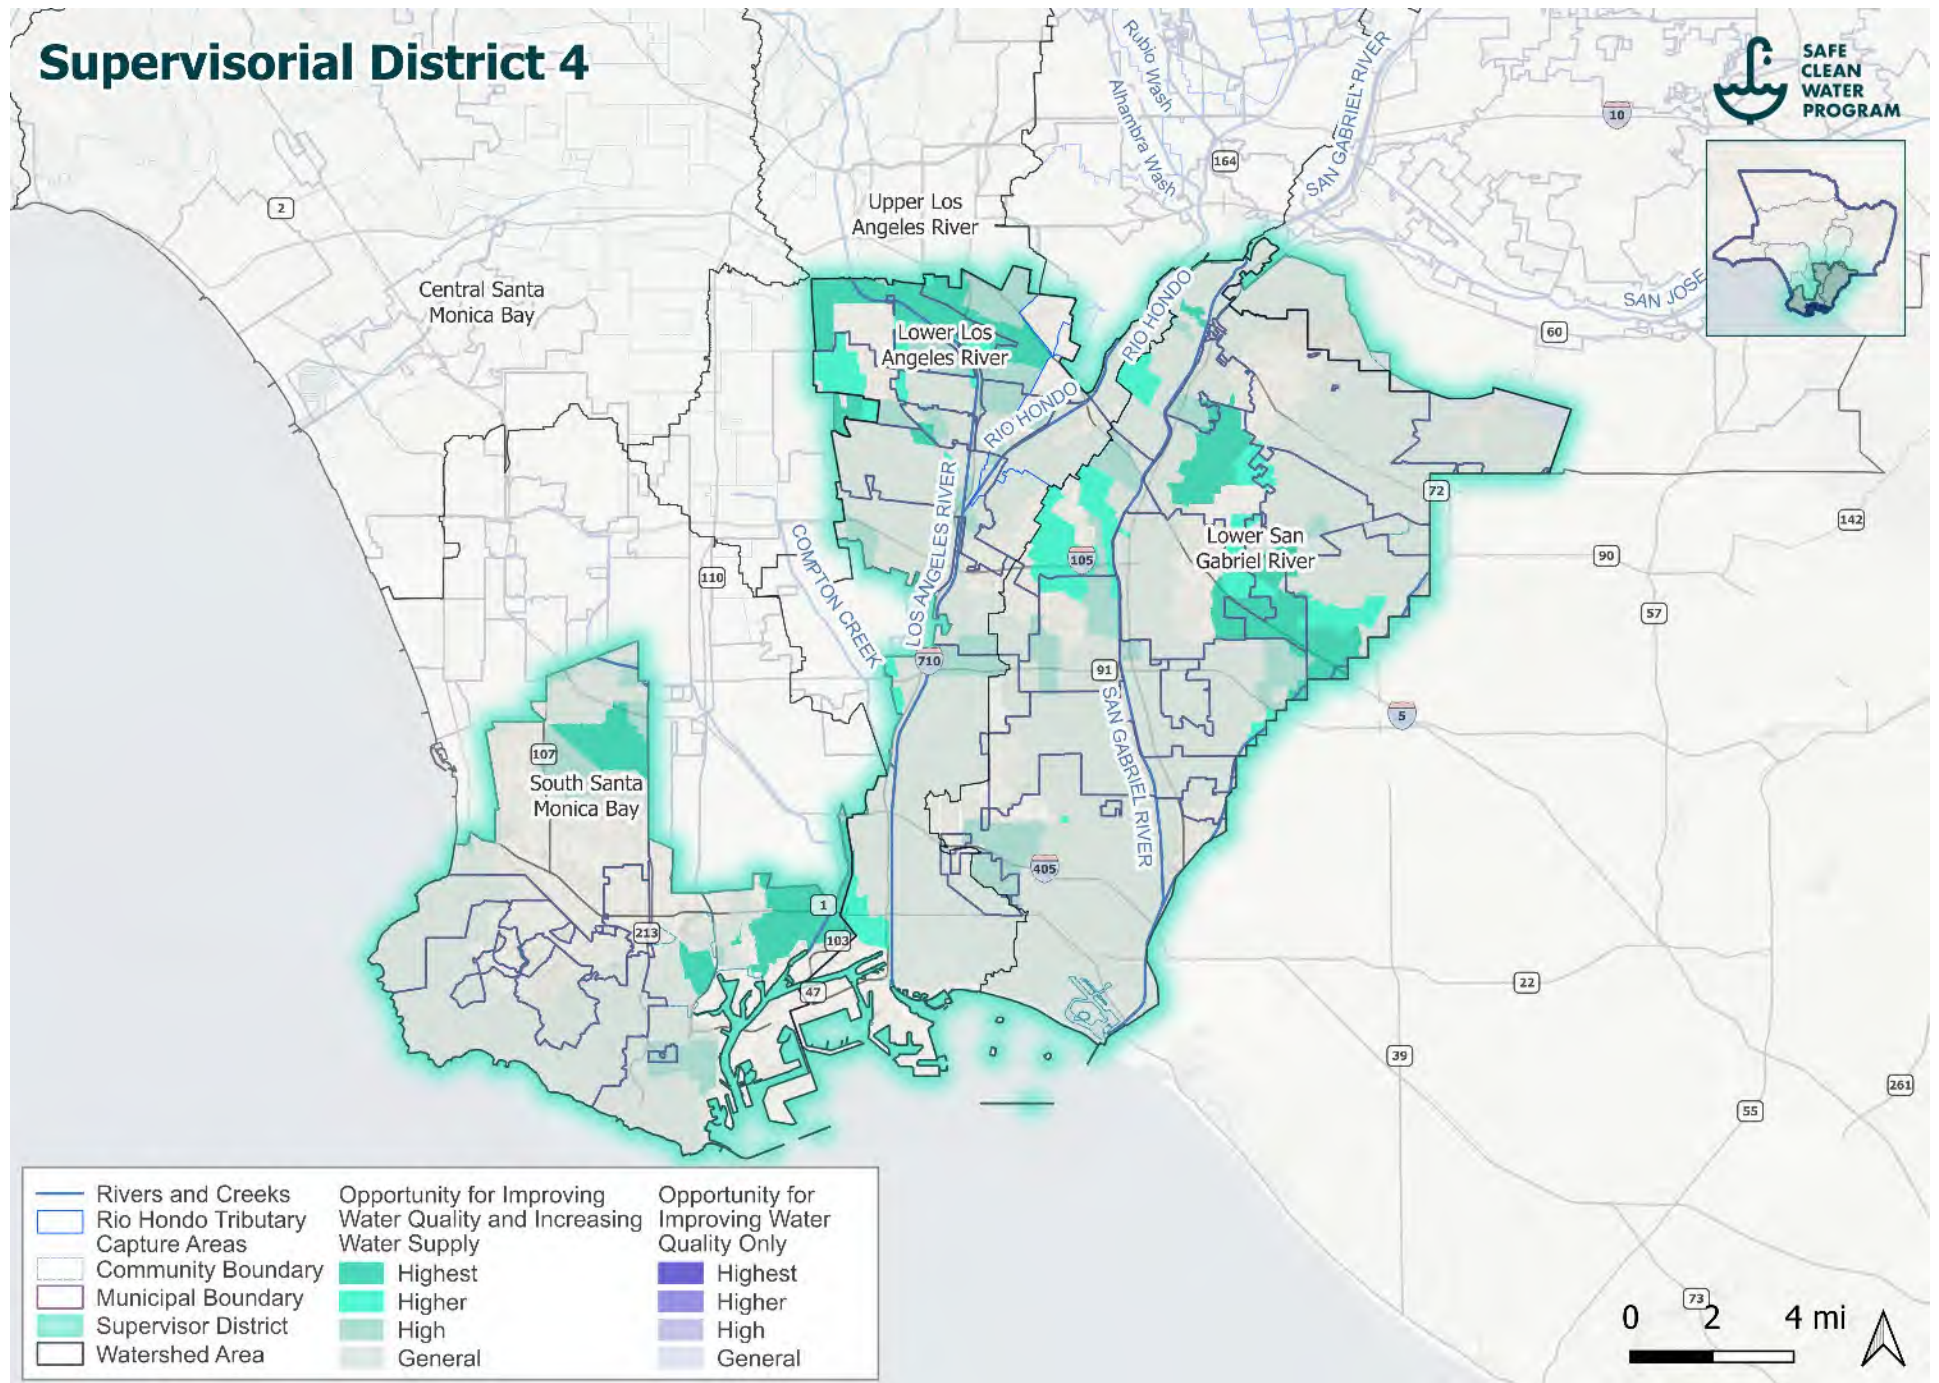 Supervisorial District 4
SAFE
CLEAN
WATER
PROGRAM
Rubio Wash
Alhambra Wash
SAN GABRIEL RIVER
10
164
2
Upper Los
Angeles River
Central Santa
Monica Bay
SAN JOSE
60
RIO HONDO
Lower Los
Angeles River
RIO HONDO
72
142
LOS ANGELES RIVER
COMPTON CREEK
Lower San
Gabriel River
105
90
110
57
710
91
SAN GABRIEL RIVER
5
107
South Santa
Monica Bay
405
1
213
103
47
22
39
261
55
73
Rivers and Creeks
Rio Hondo Tributary
Capture Areas
Community Boundary
Municipal Boundary
Supervisor District
Watershed Area
Opportunity for Improving
Water Quality and Increasing
Water Supply
Highest
Higher
High
General
Opportunity for
Improving Water
Quality Only
Highest
Higher
High
General
0 2 4 mi